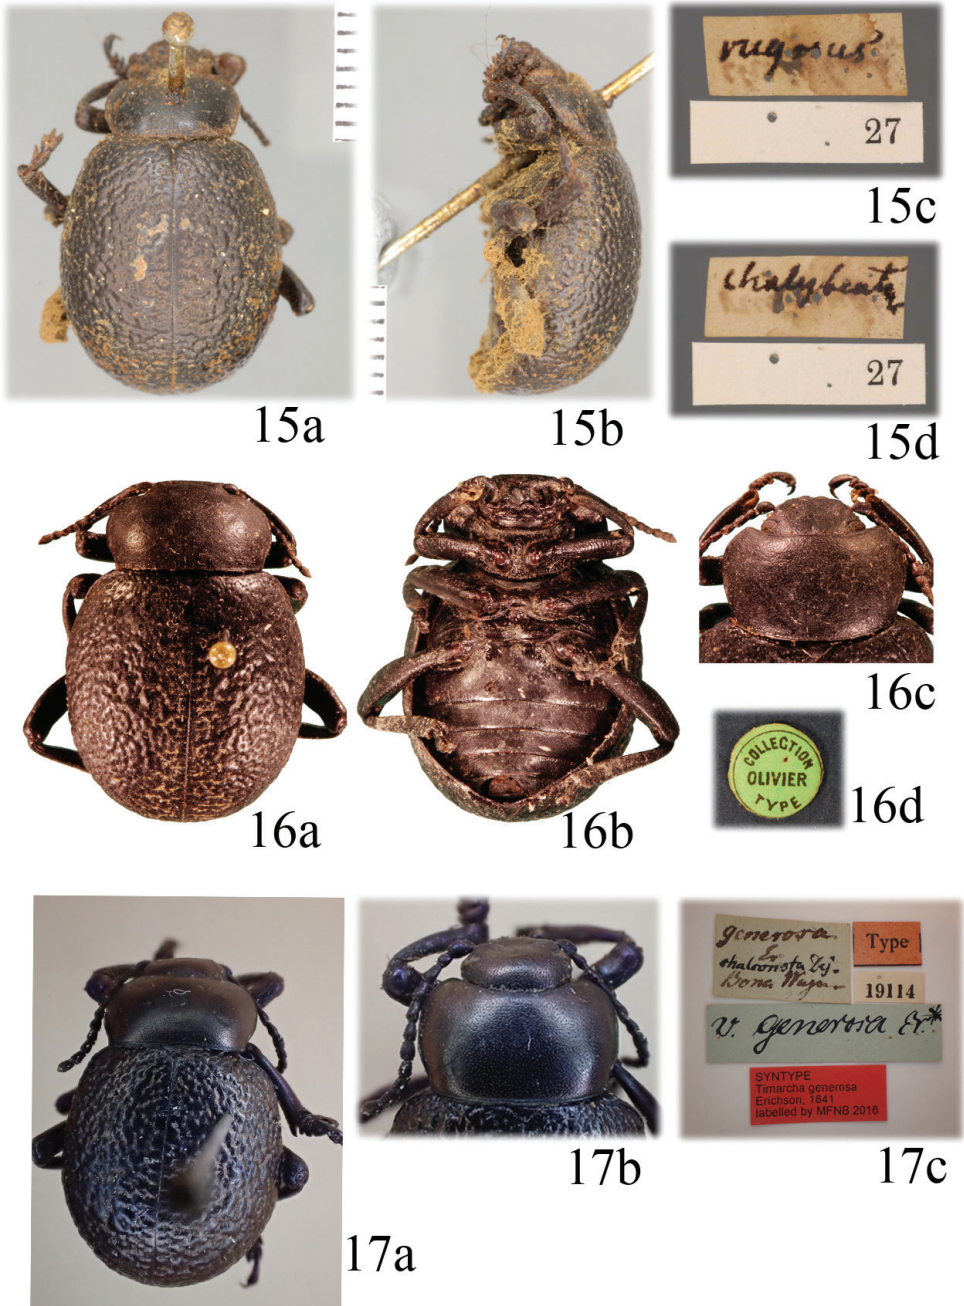 rugosus.
27
15a
15b
15c
chalybeata
27
15d
16a
16b
16c
COLLECTION
OLIVIER
TYPE
16d
17a
17b
generosa
Er
Dej.
Bona
Type
19114
v. generosa Er.*
SYNTYPE
Timarcha generosa
Erichson, 1841
labelled by MFNB 2016
17c